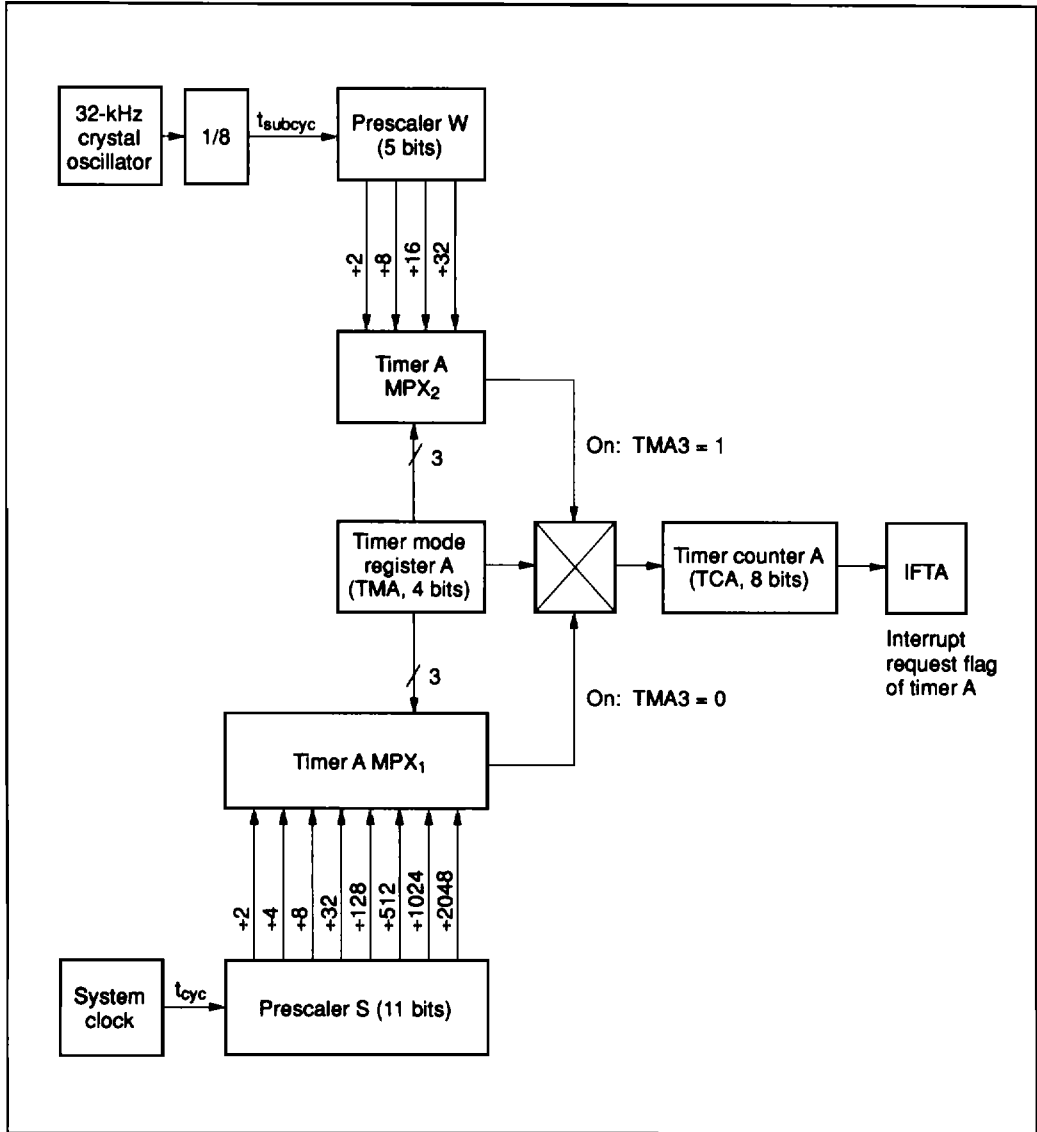 32-kHz
crystal
oscillator
1/8
tsubcyc
Prescaler W
(5 bits)
÷2
÷8
÷16
÷32
Timer A
MPX2
3
On: TMA3 = 1
Timer mode
register A
(TMA, 4 bits)
Timer counter A
(TCA, 8 bits)
IFTA
Interrupt
request flag
of timer A
3
On: TMA3 = 0
Timer A MPX1
÷2
÷4
÷8
÷32
÷128
÷512
÷1024
÷2048
System
clock
tcyc
Prescaler S (11 bits)